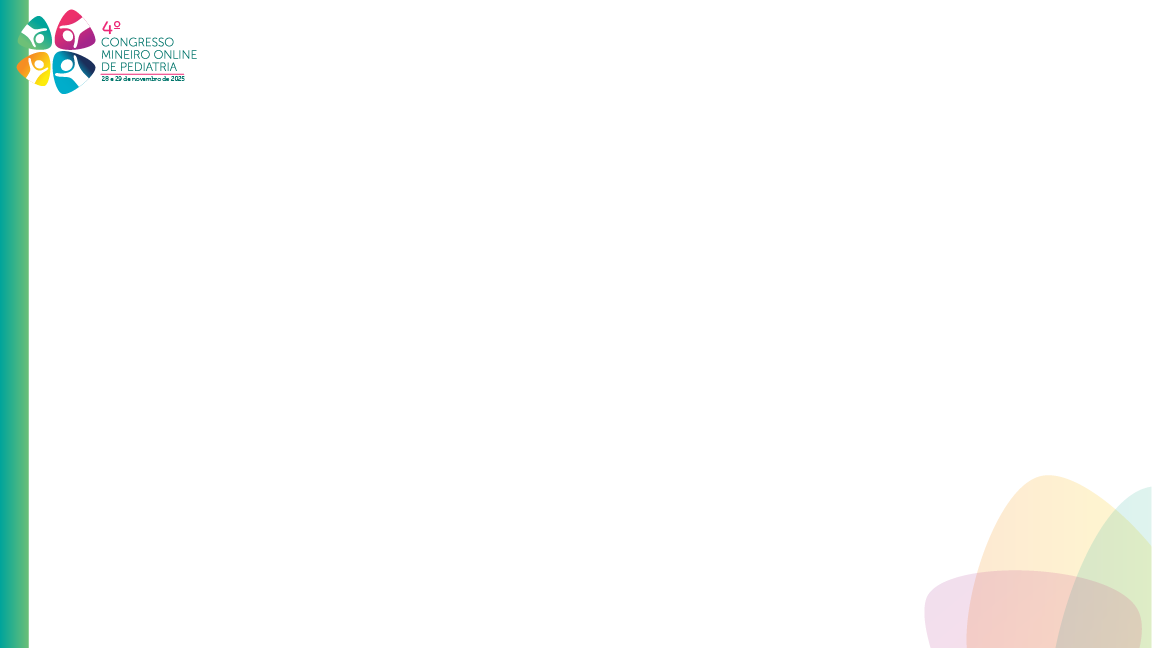 4º
CONGRESSO
MINEIRO ONLINE
DE PEDIATRIA
28 e 29 de novembro de 2025